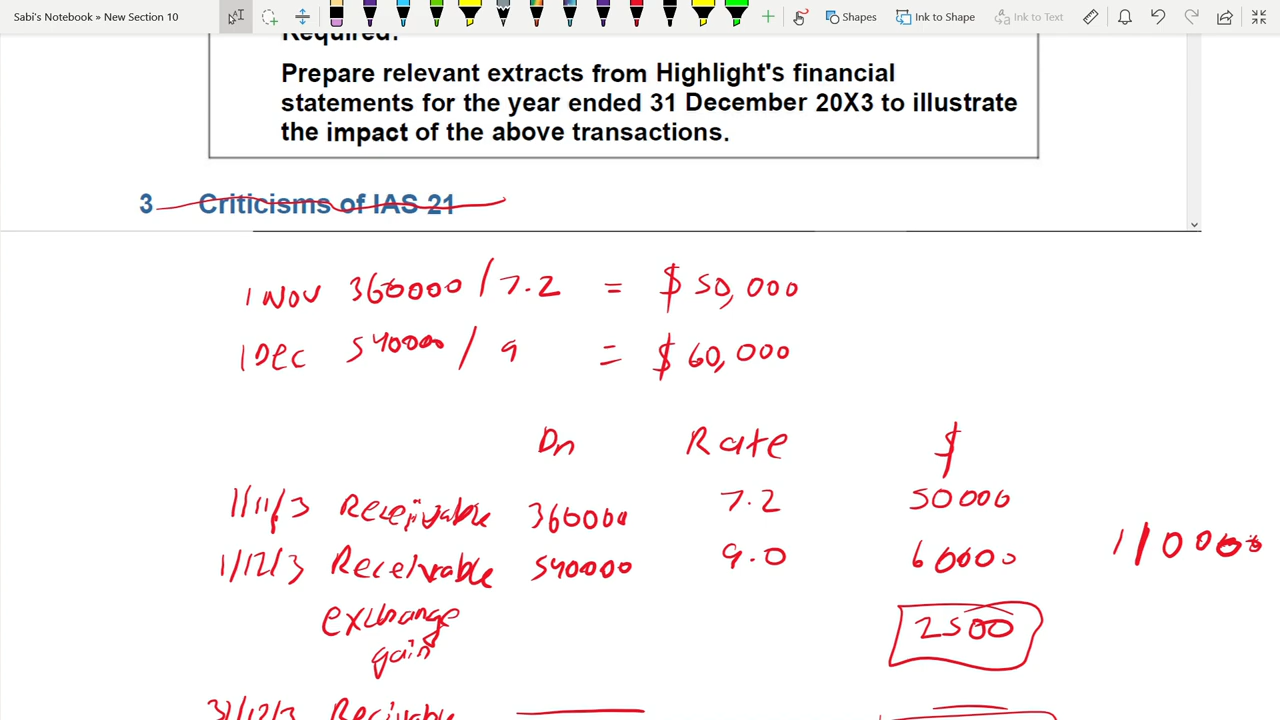 Sabi's Notebook » New Section 10
Shapes
Ink to Shape
Ink to Text
Required:
Prepare relevant extracts from Highlight's financial
statements for the year ended 31 December 20X3 to illustrate
the impact of the above transactions.
3 Criticisms of IAS 21
1 NOV 360000 / 7.2 = $ 50,000
1 DEC 540000 / 9 = $ 60,000
Dn Rate $
1/11/3 Receivable 360000 7.2 50000
1/12/3 Receivable 540000 9.0 60000 110000
exchange 2500
gain
31/12/3 Recivable